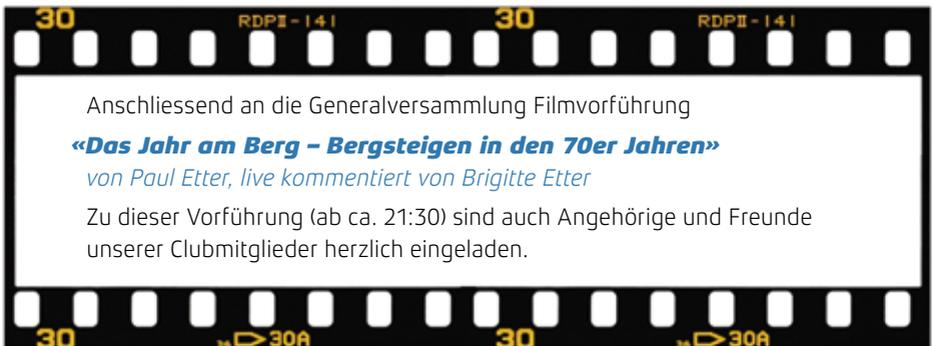 30 RDPII-141 30 RDPII-141
Anschliessend an die Generalversammlung Filmvorführung
«Das Jahr am Berg – Bergsteigen in den 70er Jahren»
von Paul Etter, live kommentiert von Brigitte Etter
Zu dieser Vorführung (ab ca. 21:30) sind auch Angehörige und Freunde
unserer Clubmitglieder herzlich eingeladen.
30 30A 30 30A